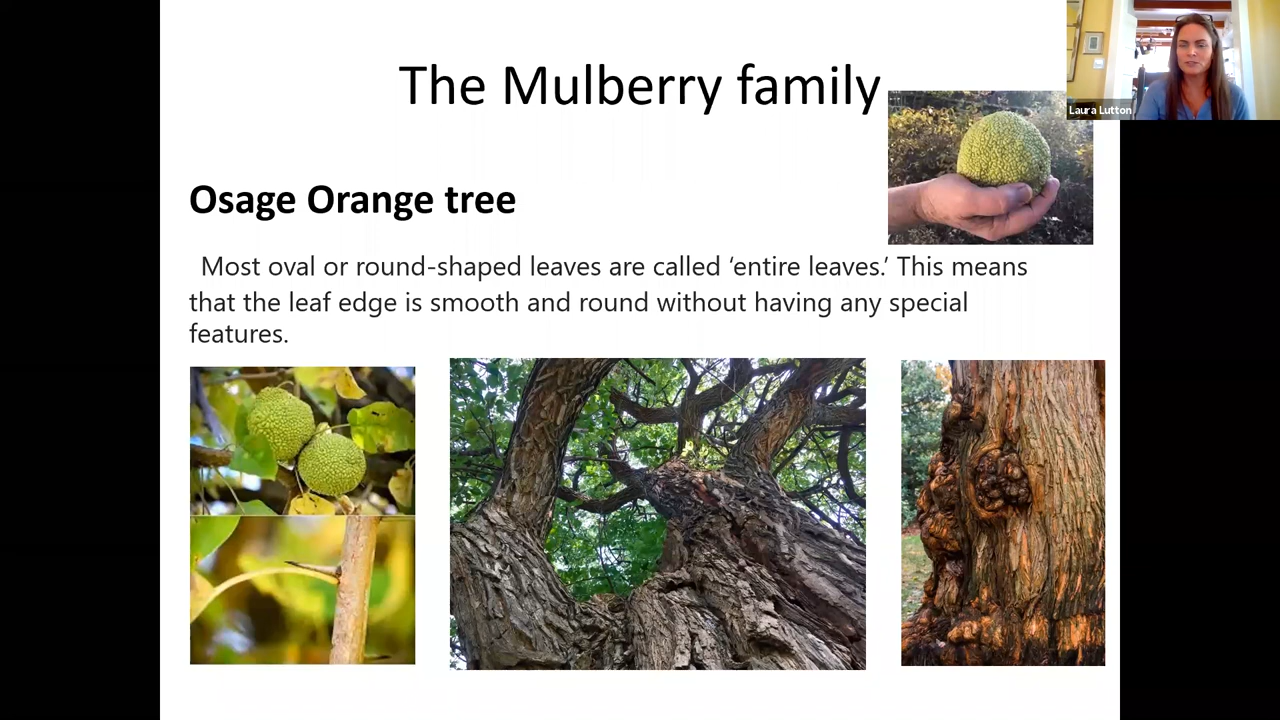 The Mulberry family
Laura Lutton
Osage Orange tree
Most oval or round-shaped leaves are called ‘entire leaves.’ This means
that the leaf edge is smooth and round without having any special
features.